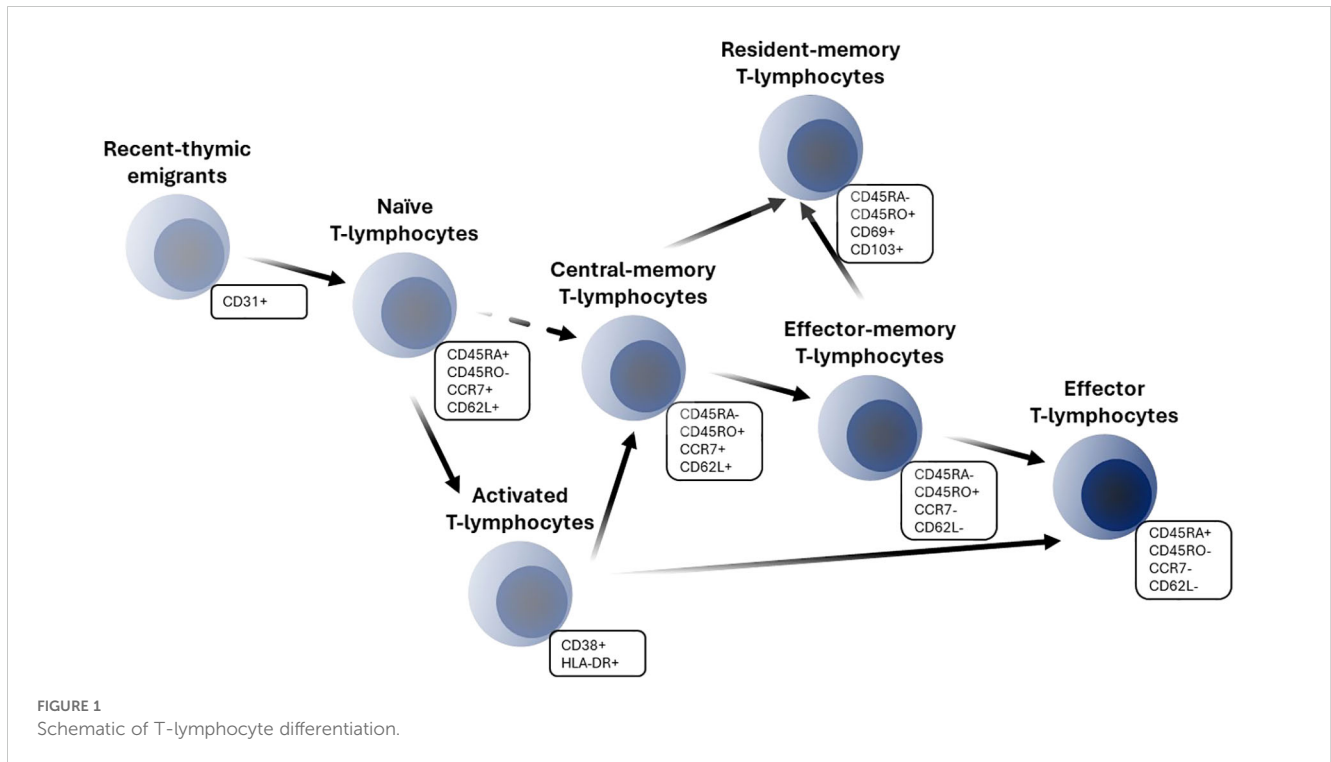 Resident-memory
T-lymphocytes
CD45RA-
CD45RO+
CD69+
CD103+
Recent-thymic
emigrants
CD31+
Naïve
T-lymphocytes
CD45RA+
CD45RO-
CCR7+
CD62L+
Central-memory
T-lymphocytes
CD45RA-
CD45RO+
CCR7+
CD62L+
Effector-memory
T-lymphocytes
CD45RA-
CD45RO+
CCR7-
CD62L-
Effector
T-lymphocytes
CD45RA+
CD45RO-
CCR7-
CD62L-
Activated
T-lymphocytes
CD38+
HLA-DR+
FIGURE 1
Schematic of T-lymphocyte differentiation.